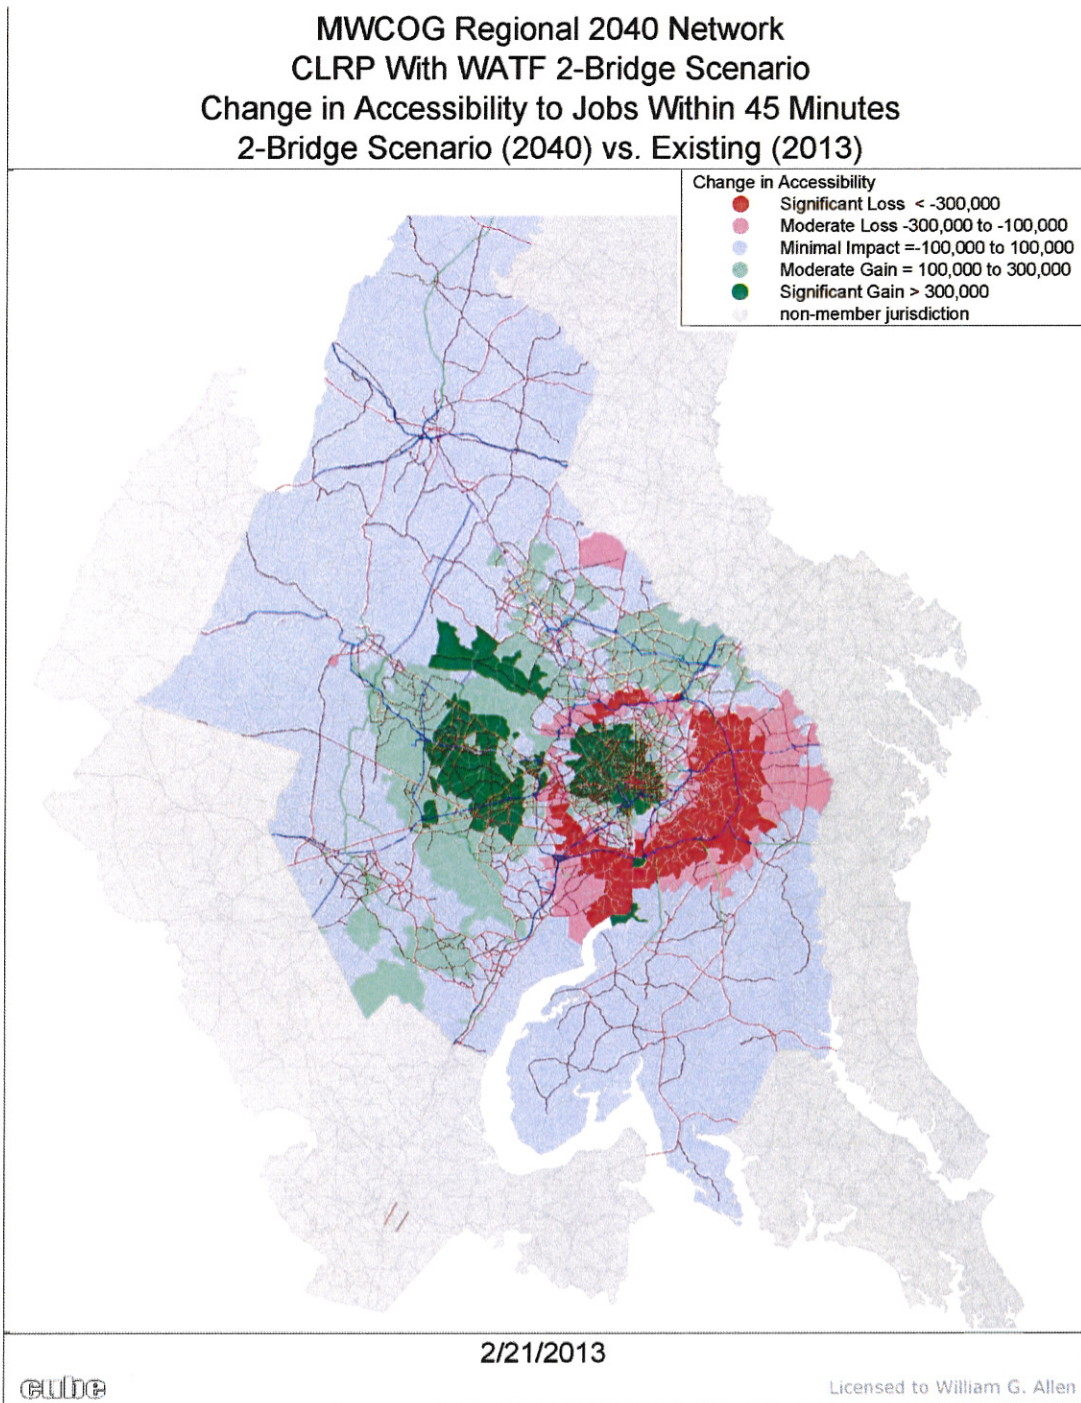 MWCOG Regional 2040 Network
CLRP With WATF 2-Bridge Scenario
Change in Accessibility to Jobs Within 45 Minutes
2-Bridge Scenario (2040) vs. Existing (2013)
Change in Accessibility
Significant Loss < -300,000
Moderate Loss -300,000 to -100,000
Minimal Impact =-100,000 to 100,000
Moderate Gain = 100,000 to 300,000
Significant Gain > 300,000
non-member jurisdiction
2/21/2013
cube
Licensed to William G. Allen